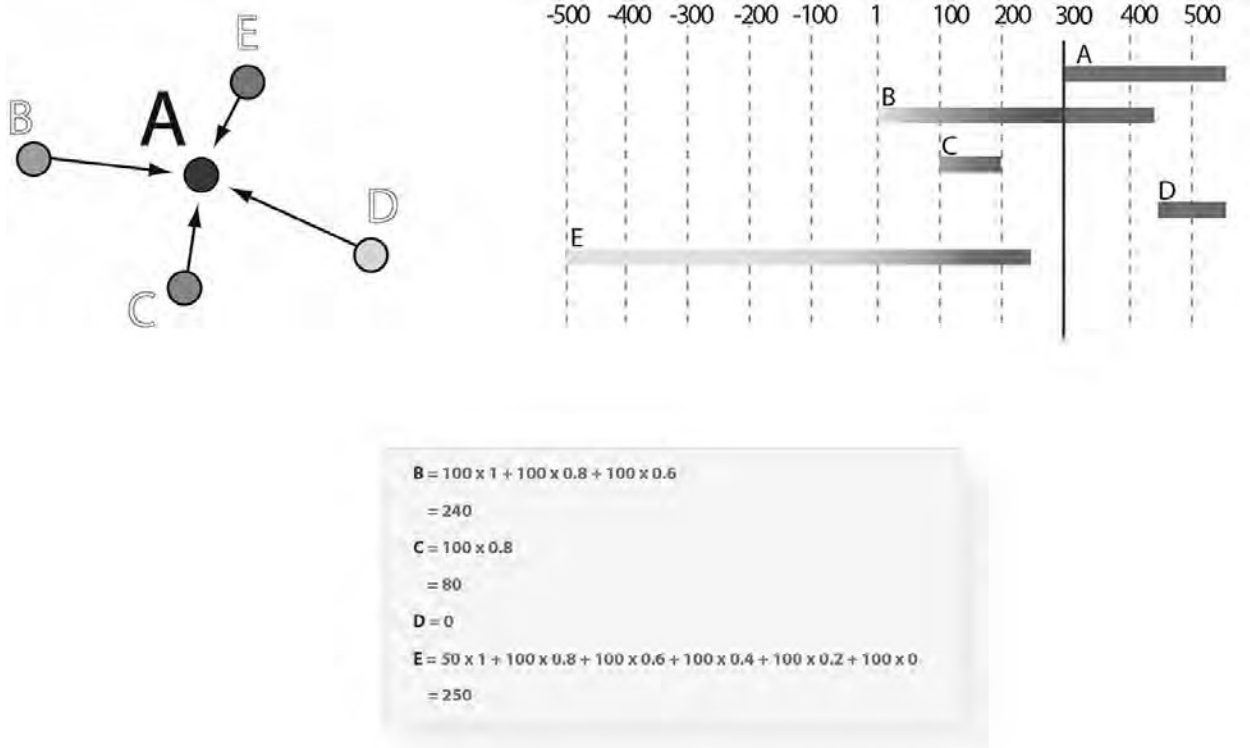 E
A
B
D
C
-500 -400 -300 -200 -100 1 100 200 300 400 500
A
B
C
D
E
B = 100 x 1 + 100 x 0.8 + 100 x 0.6
= 240
C = 100 x 0.8
= 80
D = 0
E = 50 x 1 + 100 x 0.8 + 100 x 0.6 + 100 x 0.4 + 100 x 0.2 + 100 x 0
= 250